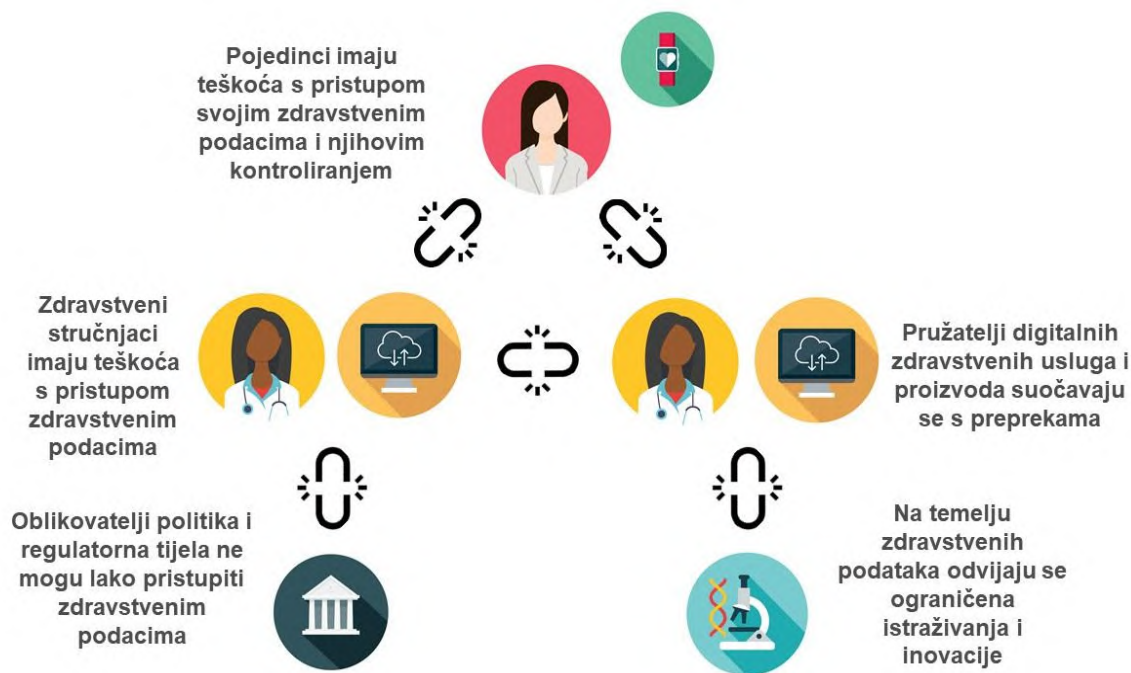 Pojedinci imaju
teškoća s pristupom
svojim zdravstvenim
podacima i njihovim
kontroliranjem
Zdravstveni
stručnjaci
imaju teškoća
s pristupom
zdravstvenim
podacima
Pružatelji digitalnih
zdravstvenih usluga i
proizvoda suočavaju
se s preprekama
Oblikovatelji politika i
regulatorna tijela ne
mogu lako pristupiti
zdravstvenim
podacima
Na temelju
zdravstvenih
podataka odvijaju se
ograničena
istraživanja i
inovacije